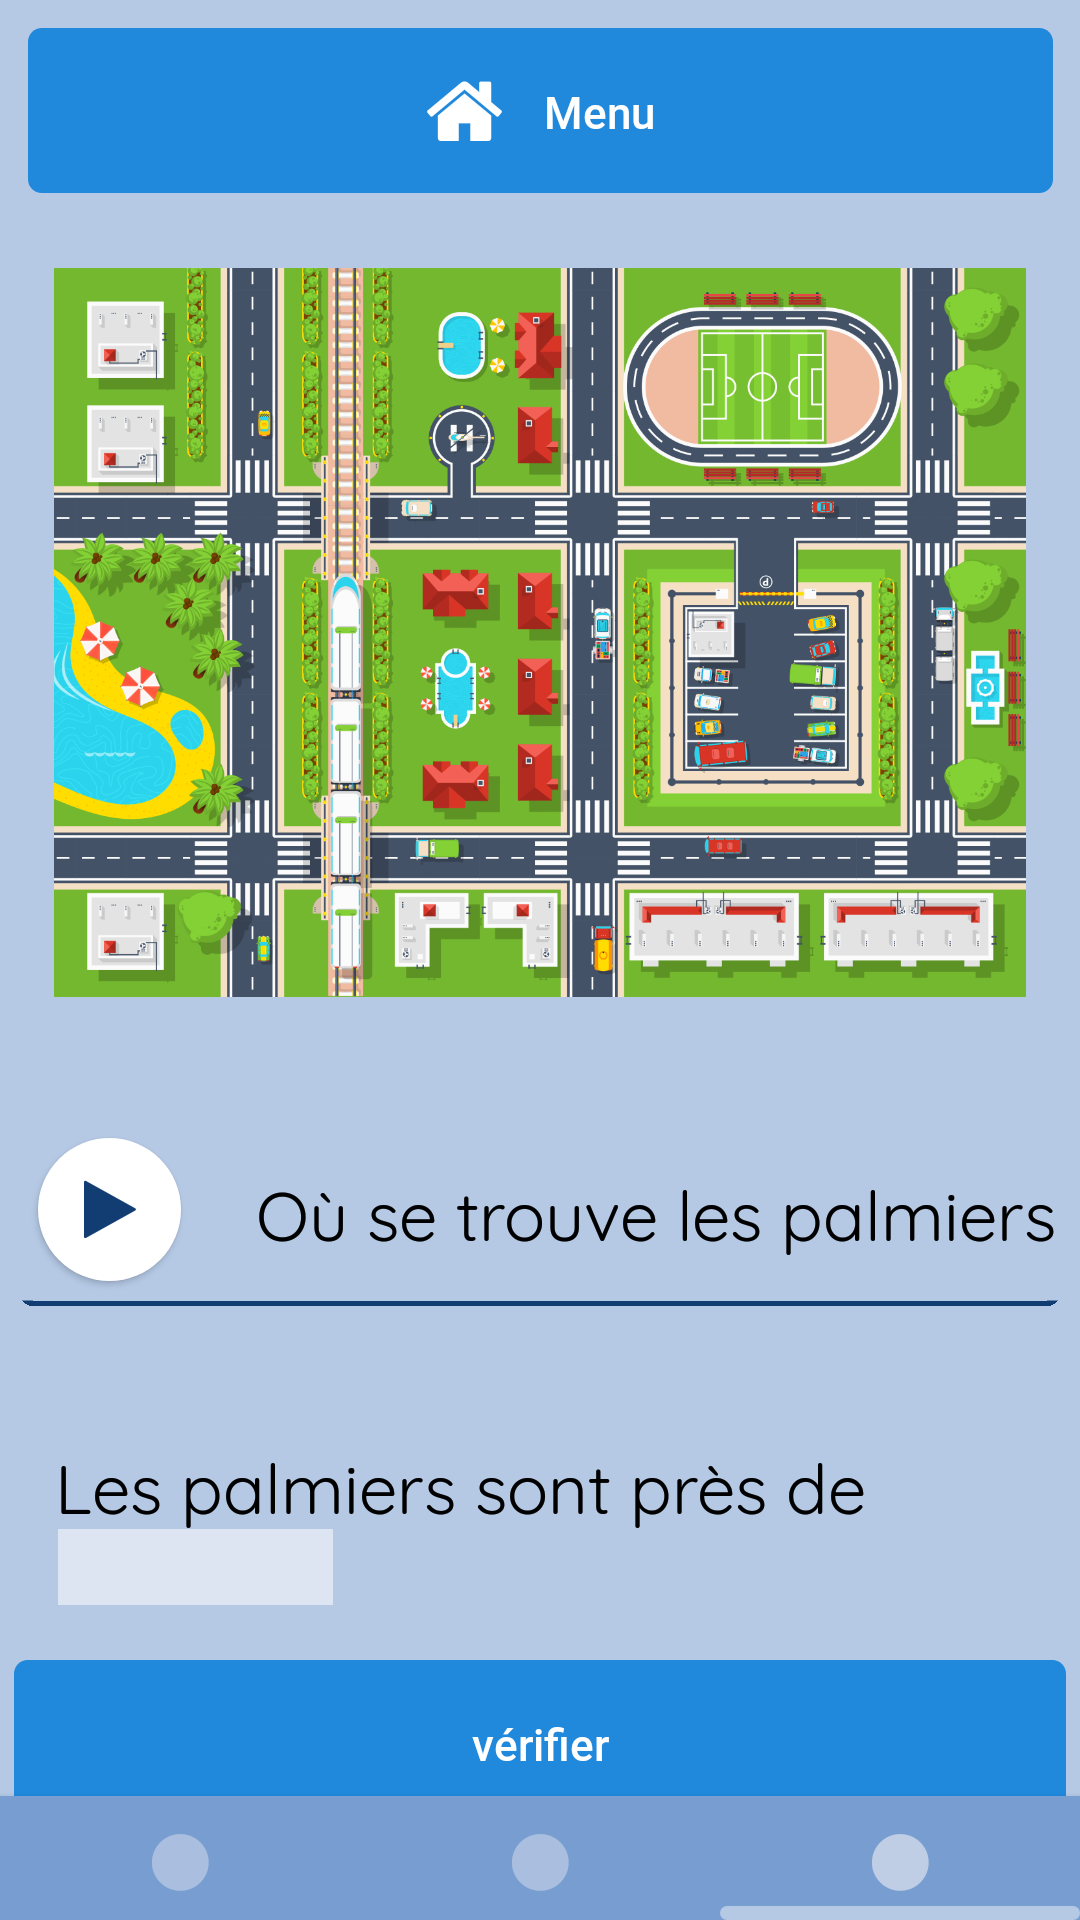 Menu
H
P
Où se trouve les palmiers
Les palmiers sont près de
vérifier